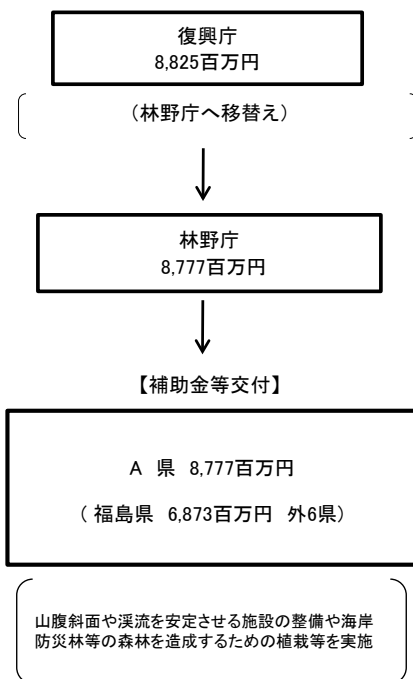 復興庁
8,825百万円
(林野庁へ移替え)
林野庁
8,777百万円
【補助金等交付】
A 県 8,777百万円
( 福島県 6,873百万円 外6県)
山腹斜面や渓流を安定させる施設の整備や海岸
防災林等の森林を造成するための植栽等を実施